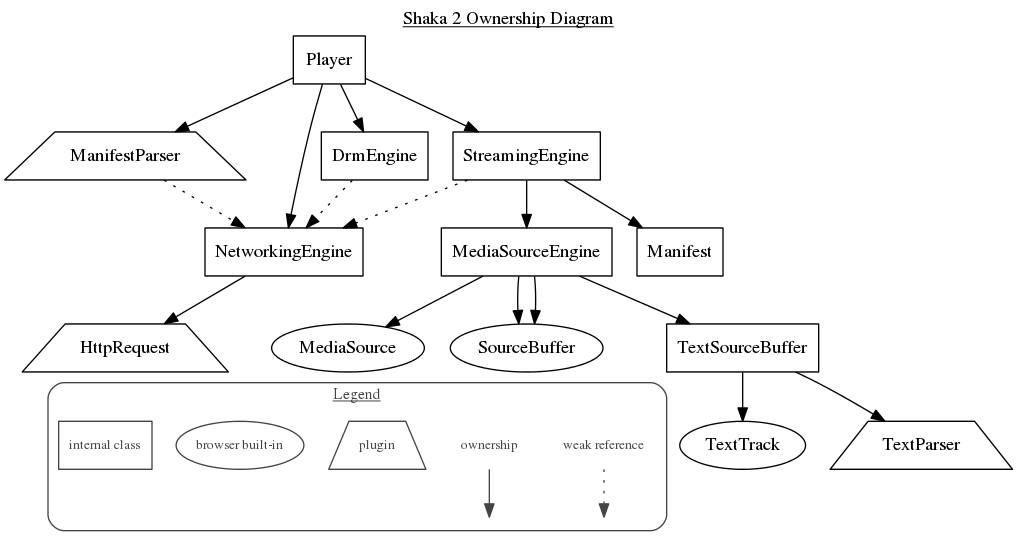 Shaka 2 Ownership Diagram
Player
ManifestParser
DrmEngine
StreamingEngine
NetworkingEngine
MediaSourceEngine
Manifest
HttpRequest
MediaSource
SourceBuffer
TextSourceBuffer
Legend
internal class
browser built-in
plugin
ownership
weak reference
TextTrack
TextParser